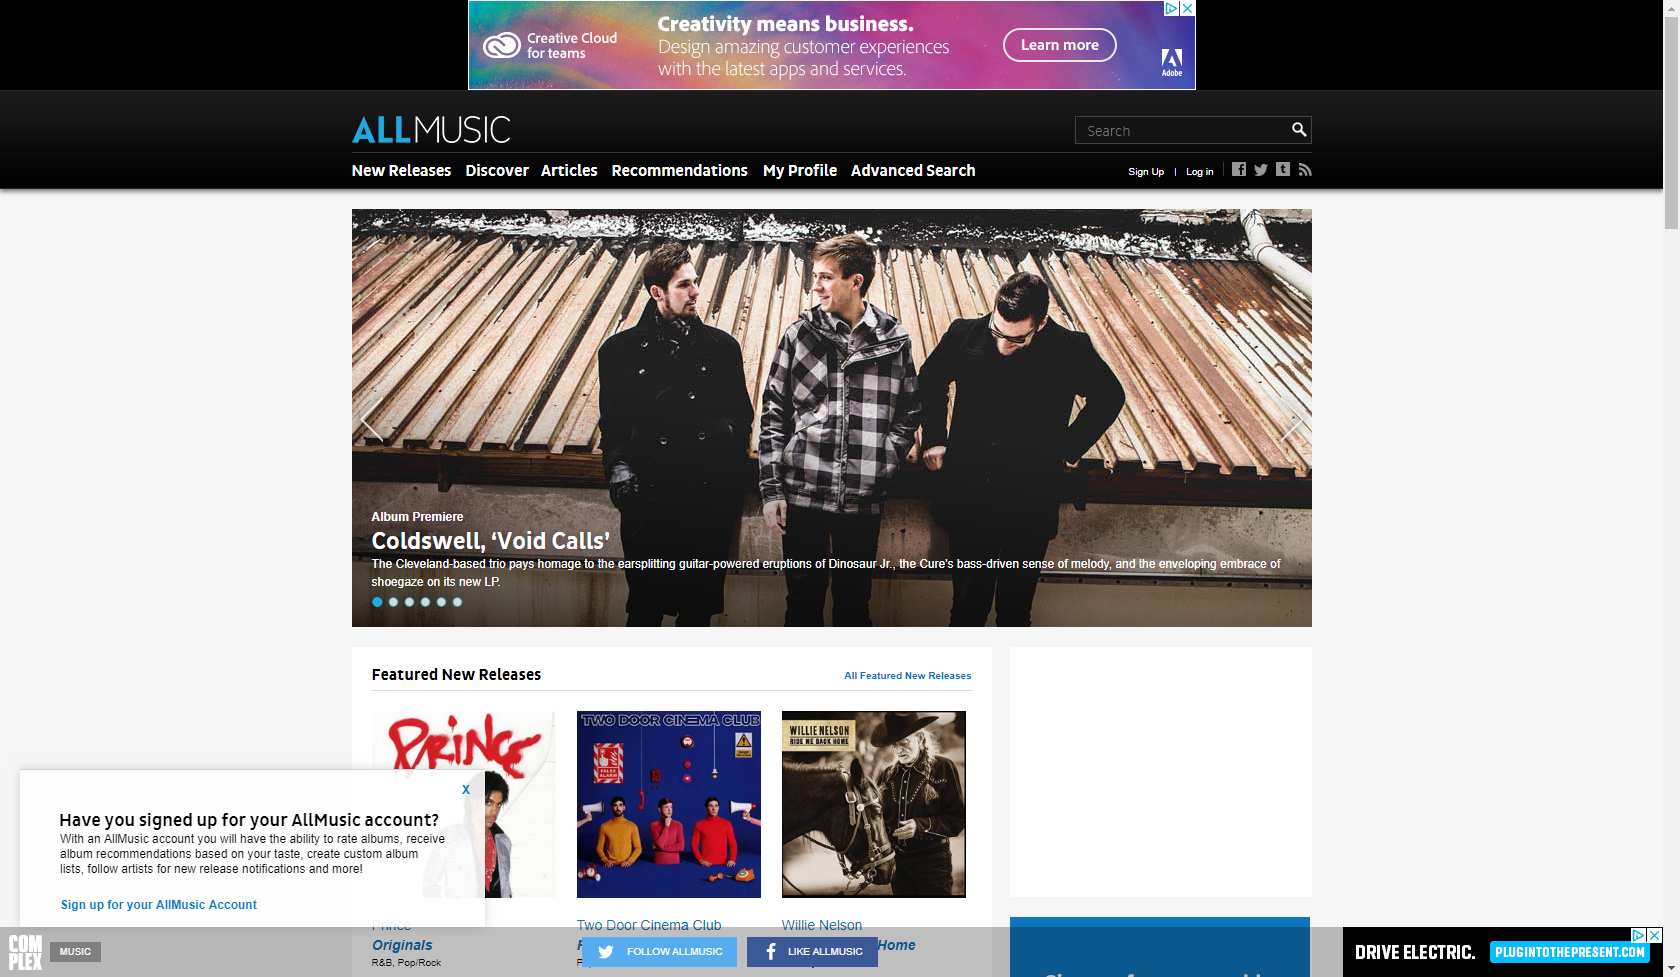 Creative Cloud
for teams
Creativity means business.
Design amazing customer experiences
with the latest apps and services.
Learn more
Adobe
ALLMUSIC
Search
New Releases
Discover
Articles
Recommendations
My Profile
Advanced Search
Sign Up | Log in
Album Premiere
Coldswell, ‘Void Calls’
The Cleveland-based trio pays homage to the earsplitting guitar-powered eruptions of Dinosaur Jr., the Cure's bass-driven sense of melody, and the enveloping embrace of
shoegaze on its new LP.
Featured New Releases
All Featured New Releases
PRINCE
TWO DOOR CINEMA CLUB
FALSE
ALARM
WILLIE NELSON
RIDE ME BACK HOME
X
Have you signed up for your AllMusic account?
With an AllMusic account you will have the ability to rate albums, receive
album recommendations based on your taste, create custom album
lists, follow artists for new release notifications and more!
Sign up for your AllMusic Account
Prince
Originals
R&B, Pop/Rock
Two Door Cinema Club
Willie Nelson
Home
COM
PLEX
MUSIC
FOLLOW ALLMUSIC
LIKE ALLMUSIC
DRIVE ELECTRIC.
PLUGINTOTHEPRESENT.COM